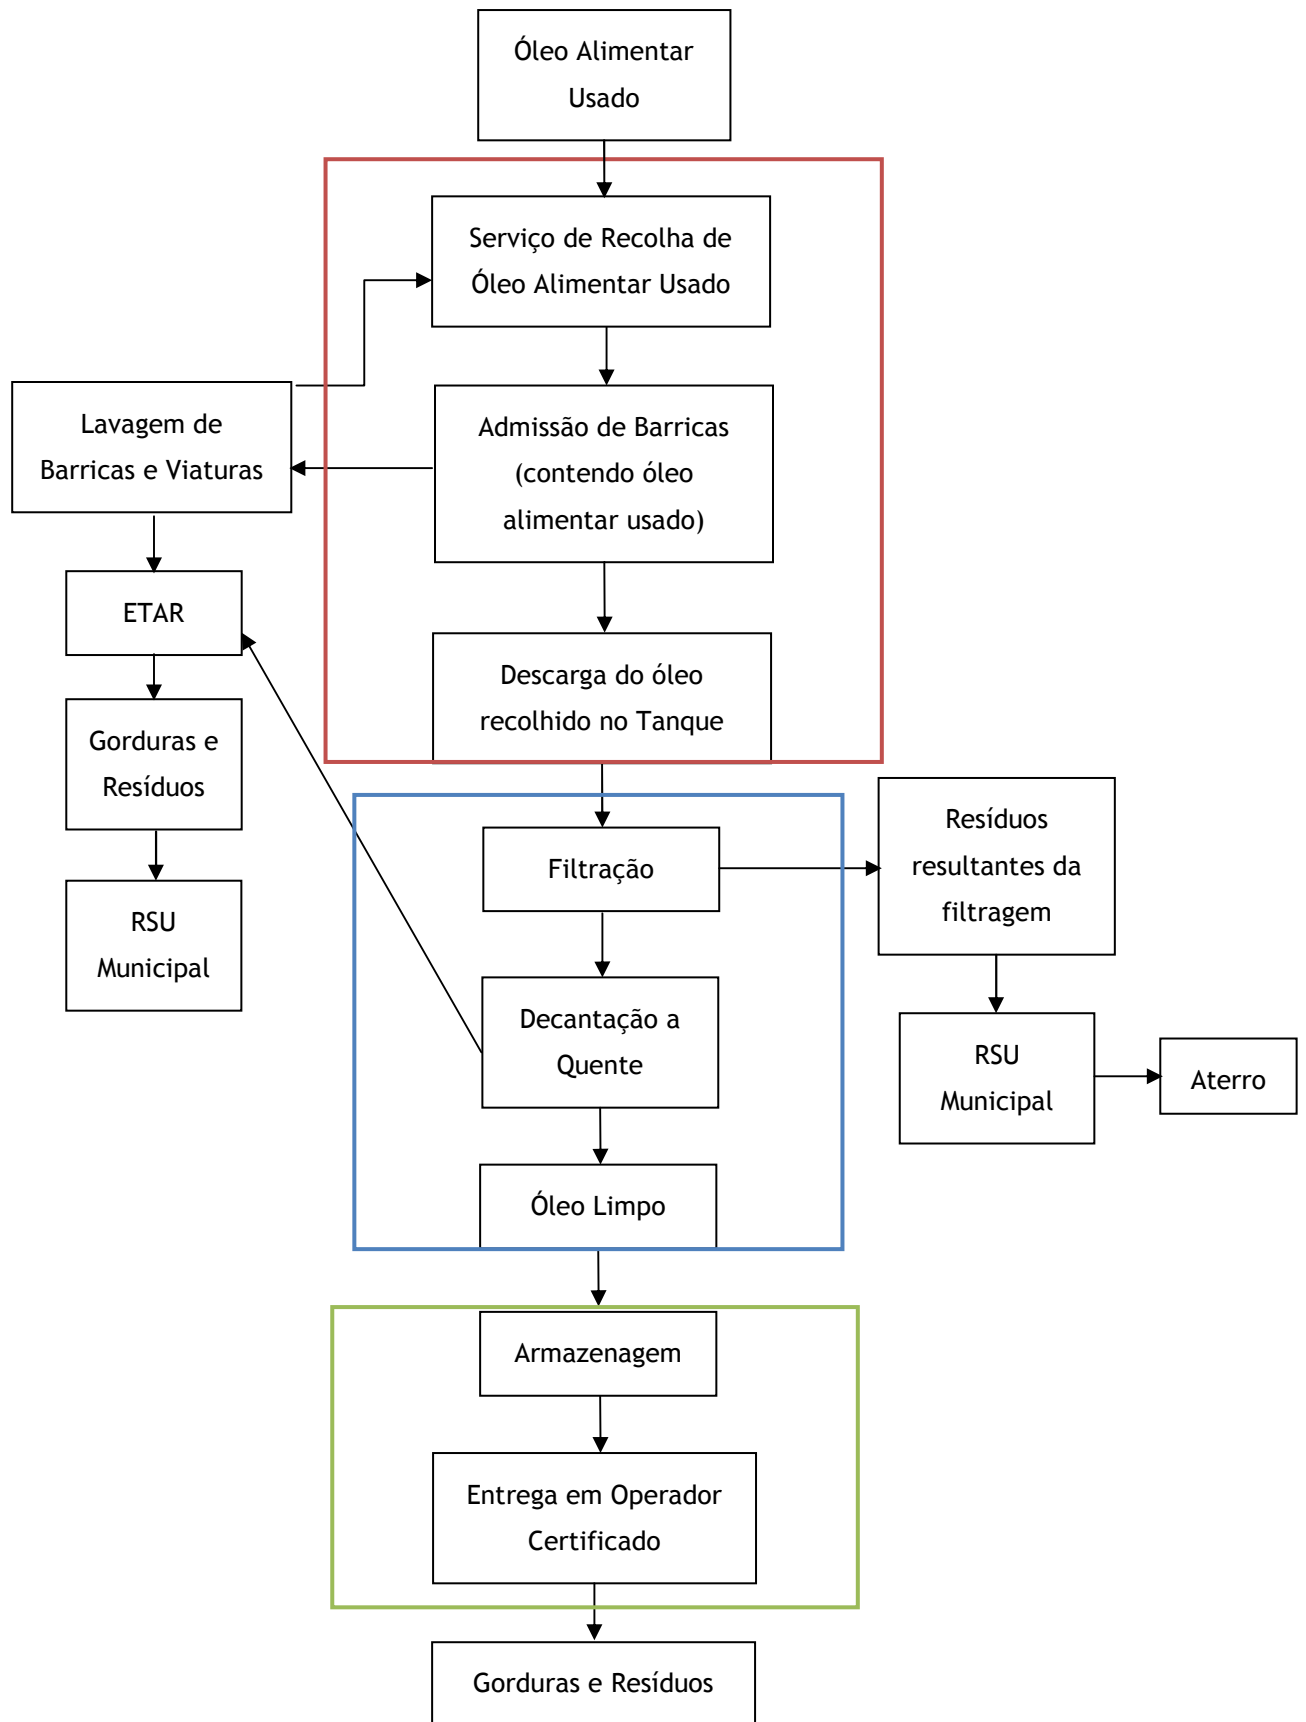 Óleo Alimentar
Usado
Serviço de Recolha de
Óleo Alimentar Usado
Lavagem de
Barricas e Viaturas
Admissão de Barricas
(contendo óleo
alimentar usado)
ETAR
Descarga do óleo
recolhido no Tanque
Gorduras e
Resíduos
Filtração
Resíduos
resultantes da
filtragem
RSU
Municipal
Decantação a
Quente
RSU
Municipal
Aterro
Óleo Limpo
Armazenagem
Entrega em Operador
Certificado
Gorduras e Resíduos